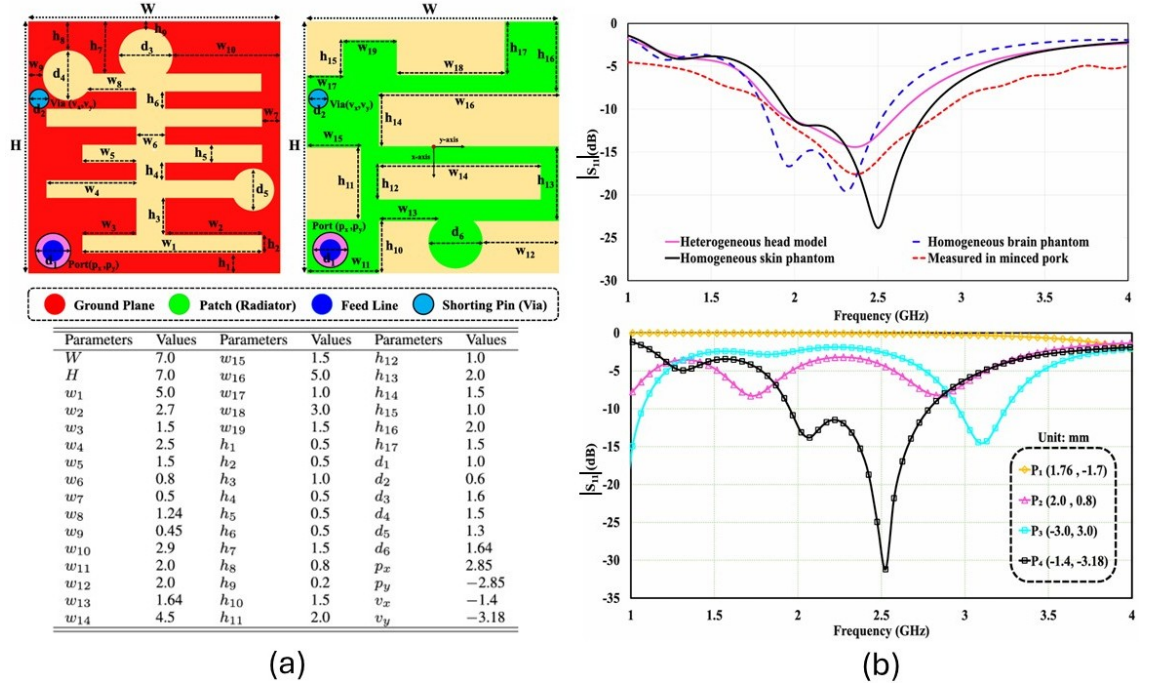 W
W
h₈
h₉
h₇
d₃
w₁₀
w₉
d₄
w₈
d₂
Via (vₓ,vᵧ)
h₆
w₇
H
w₆
w₅
h₅
h₄
w₄
d₅
h₃
w₃
w₂
w₁
h₂
d₁
Port(pₓ,pᵧ)
h₁
w₁₉
h₁₇
h₁₅
w₁₈
h₁₆
w₁₇
w₁₆
d₂
Via(vₓ,vᵧ)
h₁₄
H
w₁₅
y-axis
x-axis
w₁₄
h₁₁
h₁₂
h₁₃
w₁₃
Port (pₓ,pᵧ)
d₆
h₁₀
w₁₂
d₁
w₁₁
Ground Plane Patch (Radiator) Feed Line Shorting Pin (Via)
Parameters Values Parameters Values Parameters Values
W 7.0 w₁₅ 1.5 h₁₂ 1.0
H 7.0 w₁₆ 5.0 h₁₃ 2.0
w₁ 5.0 w₁₇ 1.0 h₁₄ 1.5
w₂ 2.7 w₁₈ 3.0 h₁₅ 1.0
w₃ 1.5 w₁₉ 1.5 h₁₆ 2.0
w₄ 2.5 h₁ 0.5 h₁₇ 1.5
w₅ 1.5 h₂ 0.5 d₁ 1.0
w₆ 0.8 h₃ 1.0 d₂ 0.6
w₇ 0.5 h₄ 0.5 d₃ 1.6
w₈ 1.24 h₅ 0.5 d₄ 1.5
w₉ 0.45 h₆ 0.5 d₅ 1.3
w₁₀ 2.9 h₇ 1.5 d₆ 1.64
w₁₁ 2.0 h₈ 0.8 pₓ 2.85
w₁₂ 2.0 h₉ 0.2 pᵧ −2.85
w₁₃ 1.64 h₁₀ 1.5 vₓ −1.4
w₁₄ 4.5 h₁₁ 2.0 vᵧ −3.18
(a)
0
-5
-10
-15
-20
-25
-30
|S₁₁|(dB)
Heterogeneous head model Homogeneous brain phantom
Homogeneous skin phantom Measured in minced pork
1 1.5 2 2.5 3 3.5 4
Frequency (GHz)
0
-5
-10
-15
-20
-25
-30
-35
|S₁₁|(dB)
Unit: mm
P₁ (1.76 , -1.7)
P₂ (2.0 , 0.8)
P₃ (-3.0, 3.0)
P₄ (-1.4, -3.18)
1 1.5 2 2.5 3 3.5 4
Frequency (GHz)
(b)